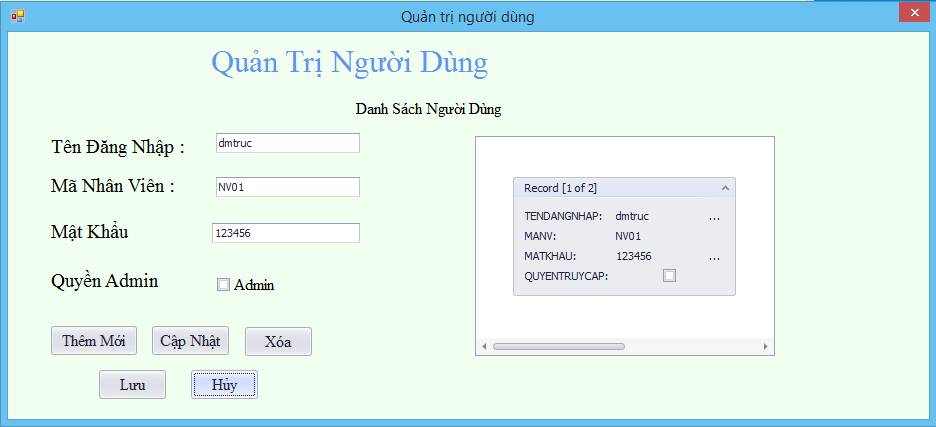 Quản trị người dùng
Quản Trị Người Dùng
Danh Sách Người Dùng
Tên Đăng Nhập : dmtruc
Mã Nhân Viên : NV01
Mật Khẩu 123456
Quyền Admin Admin
Thêm Mới Cập Nhật Xóa
Lưu Hủy
Record [1 of 2]
TENDANGNHAP: dmtruc ...
MANV: NV01
MATKHAU: 123456 ...
QUYENTRUYCAP: